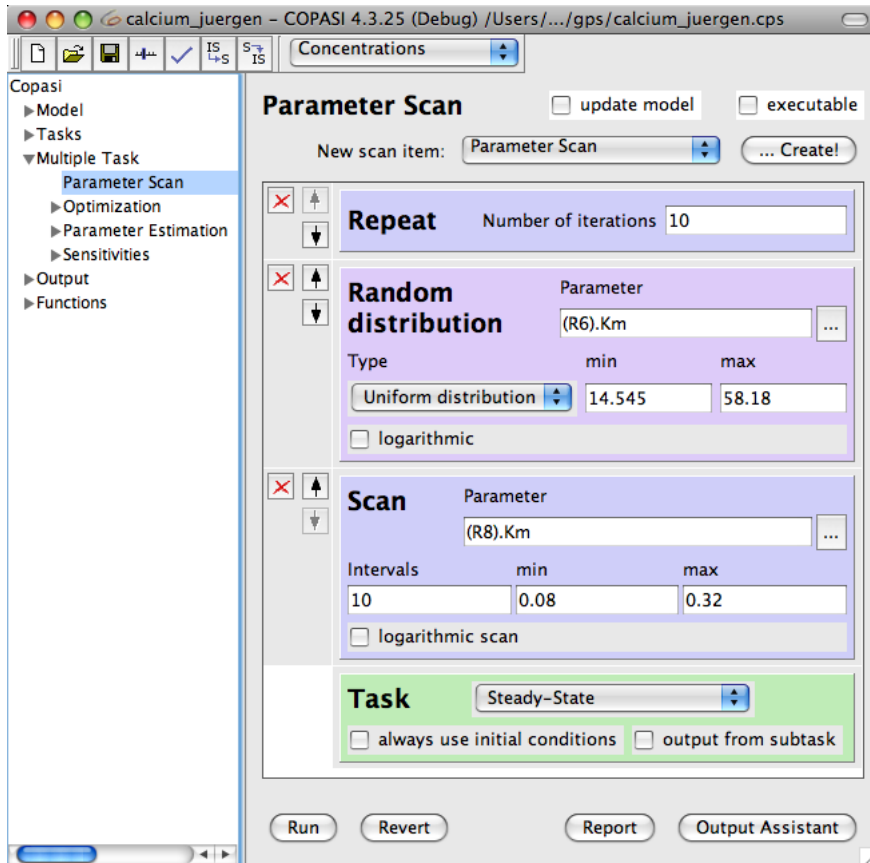 calcium_juergen – COPASI 4.3.25 (Debug) /Users/.../gps/calcium_juergen.cps
IS S
S IS
Concentrations
Copasi
Model
Tasks
Multiple Task
Parameter Scan
Optimization
Parameter Estimation
Sensitivities
Output
Functions
Parameter Scan update model executable
New scan item: Parameter Scan ... Create!
Repeat Number of iterations 10
Random
distribution
Parameter
(R6).Km ...
Type min max
Uniform distribution 14.545 58.18
logarithmic
Scan
Parameter
(R8).Km ...
Intervals min max
10 0.08 0.32
logarithmic scan
Task Steady-State
always use initial conditions output from subtask
Run Revert Report Output Assistant